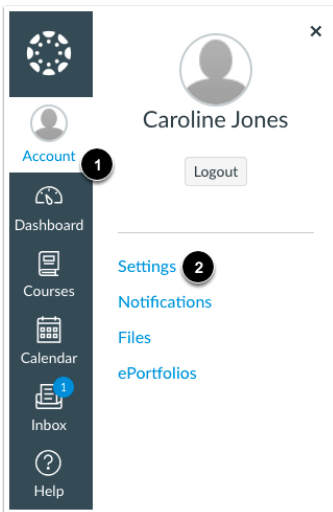 ×
Caroline Jones
Account
1
Logout
Dashboard
Settings
2
Courses
Notifications
Files
Calendar
ePortfolios
1
Inbox
Help